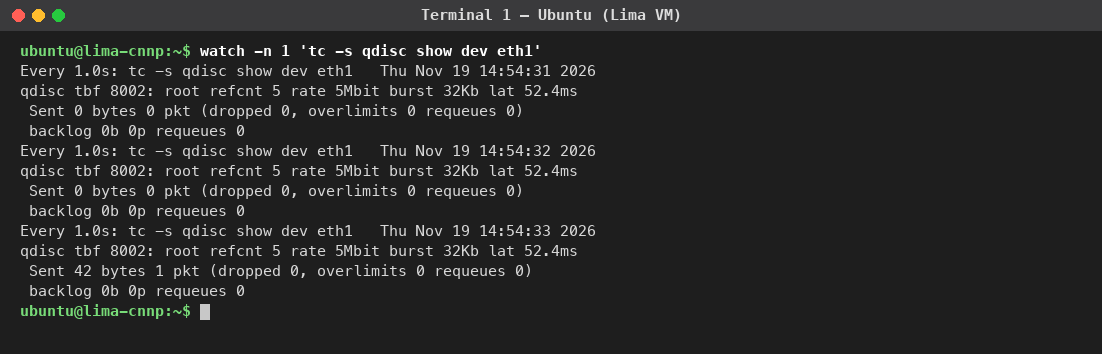 Terminal 1 — Ubuntu (Lima VM)
ubuntu@lima-cnnp:~$ watch -n 1 'tc -s qdisc show dev eth1'
Every 1.0s: tc -s qdisc show dev eth1   Thu Nov 19 14:54:31 2026
qdisc tbf 8002: root refcnt 5 rate 5Mbit burst 32Kb lat 52.4ms
 Sent 0 bytes 0 pkt (dropped 0, overlimits 0 requeues 0)
 backlog 0b 0p requeues 0
Every 1.0s: tc -s qdisc show dev eth1   Thu Nov 19 14:54:32 2026
qdisc tbf 8002: root refcnt 5 rate 5Mbit burst 32Kb lat 52.4ms
 Sent 0 bytes 0 pkt (dropped 0, overlimits 0 requeues 0)
 backlog 0b 0p requeues 0
Every 1.0s: tc -s qdisc show dev eth1   Thu Nov 19 14:54:33 2026
qdisc tbf 8002: root refcnt 5 rate 5Mbit burst 32Kb lat 52.4ms
 Sent 42 bytes 1 pkt (dropped 0, overlimits 0 requeues 0)
 backlog 0b 0p requeues 0
ubuntu@lima-cnnp:~$